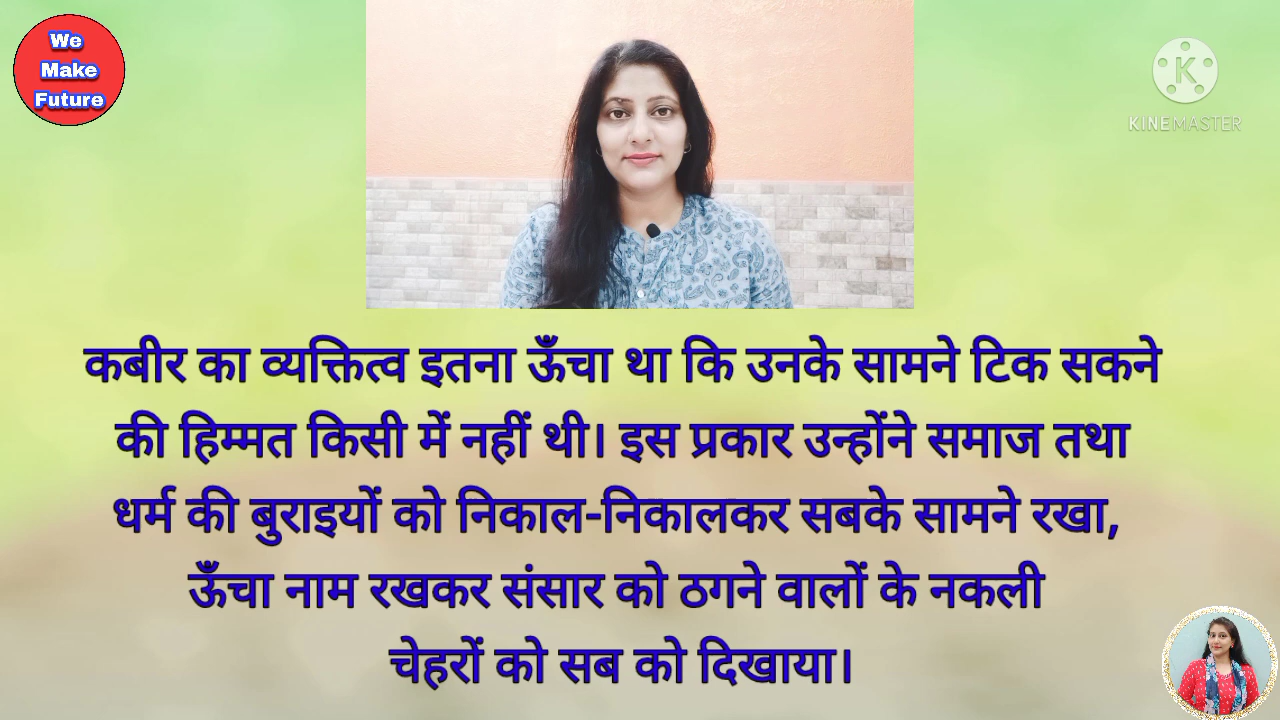 We
Make
Future
KINEMASTER
कबीर का व्यक्तित्व इतना ऊँचा था कि उनके सामने टिक सकने
की हिम्मत किसी में नहीं थी। इस प्रकार उन्होंने समाज तथा
धर्म की बुराइयों को निकाल-निकालकर सबके सामने रखा,
ऊँचा नाम रखकर संसार को ठगने वालों के नकली
चेहरों को सब को दिखाया।